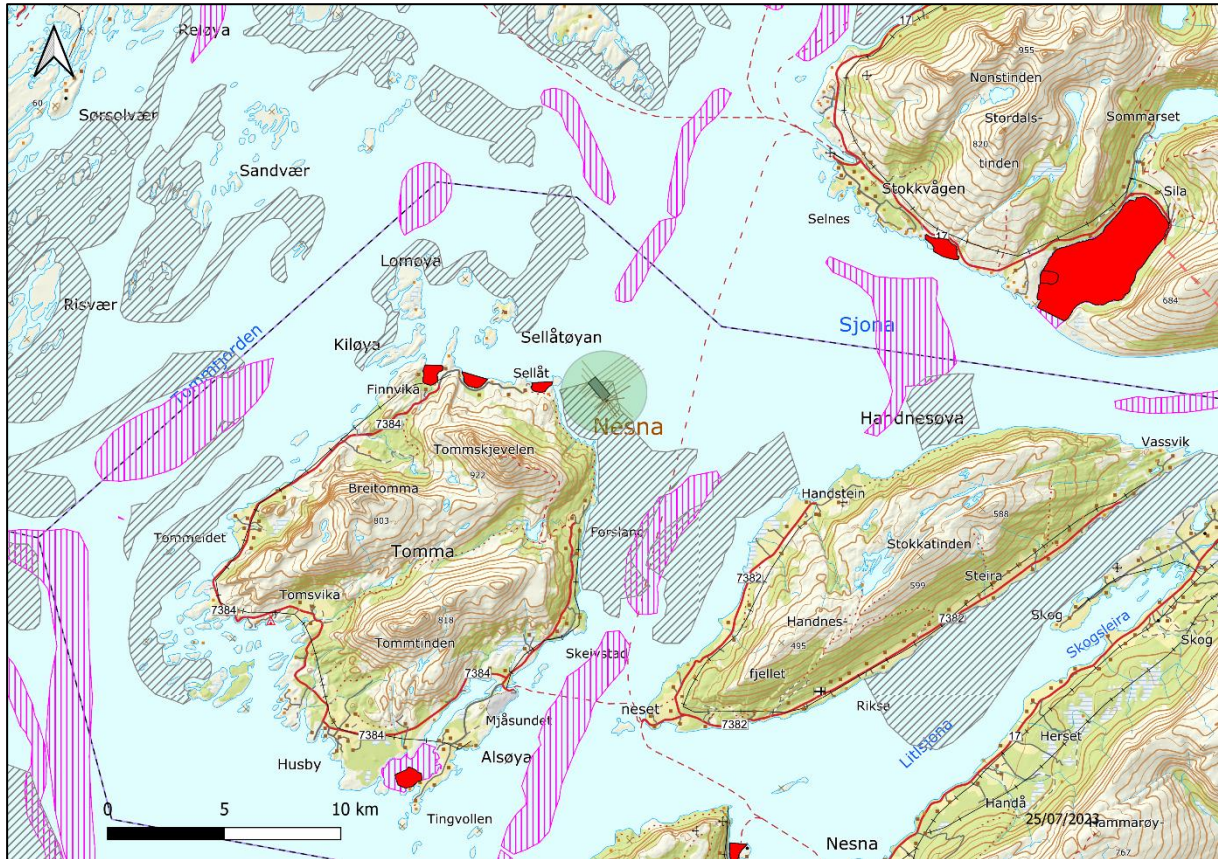 Reløya
17
955
Nonstinden
60
Sørsolvær
Stordals-
Sommarset
820
tinden
Sandvær
Stokkvågen
Sila
Selnes
17
Lomøya
684
Risvær
Sjona
Tomfjorden
Sellåtøyan
Kiløya
Sellåt
Finnvika
Handnesøya
7384
Nesna
Tommskjevelen
Vassvik
922
Breitomma
Handstein
803
588
Forsland
Tommeidet
Stokkatinden
Tomma
7382
Steira
599
Tomsvika
Skog
7384
818
Handnes-
7382
Skogsleira
Tommtinden
495
Skog
Skeivstad
7384
fjellet
neset
Riksa
Mjåsundet
7382
17
7384
Litlsjona
Herset
Husby
Alsøya
0 5 10 km
Handå
25/07/2023
Tingvollen
Hammarøy-
Nesna
767